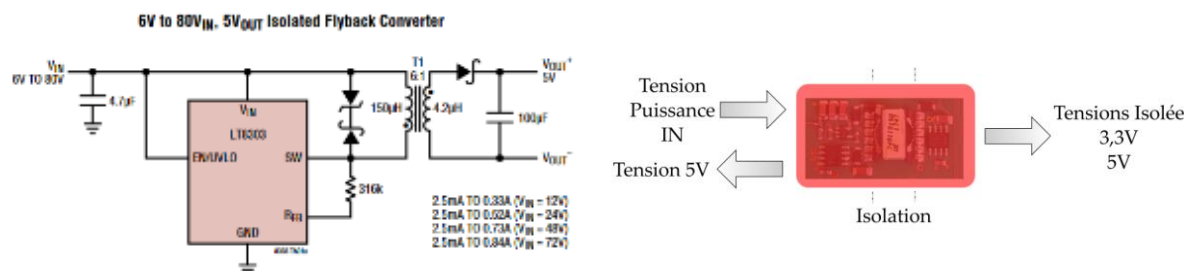 6V to 80VIN, 5VOUT Isolated Flyback Converter
VIN
6V TO 80V
4.7µF
VIN
LT8303
EN/UVLO
SW
RFB
GND
150µH
T1
6:1
4.2µH
VOUT+
5V
100µF
VOUT–
316k
2.5mA TO 0.33A (VIN = 12V)
2.5mA TO 0.52A (VIN = 24V)
2.5mA TO 0.73A (VIN = 48V)
2.5mA TO 0.84A (VIN = 72V)
Tension
Puissance
IN
Tension 5V
Isolation
Tensions Isolée
3,3V
5V